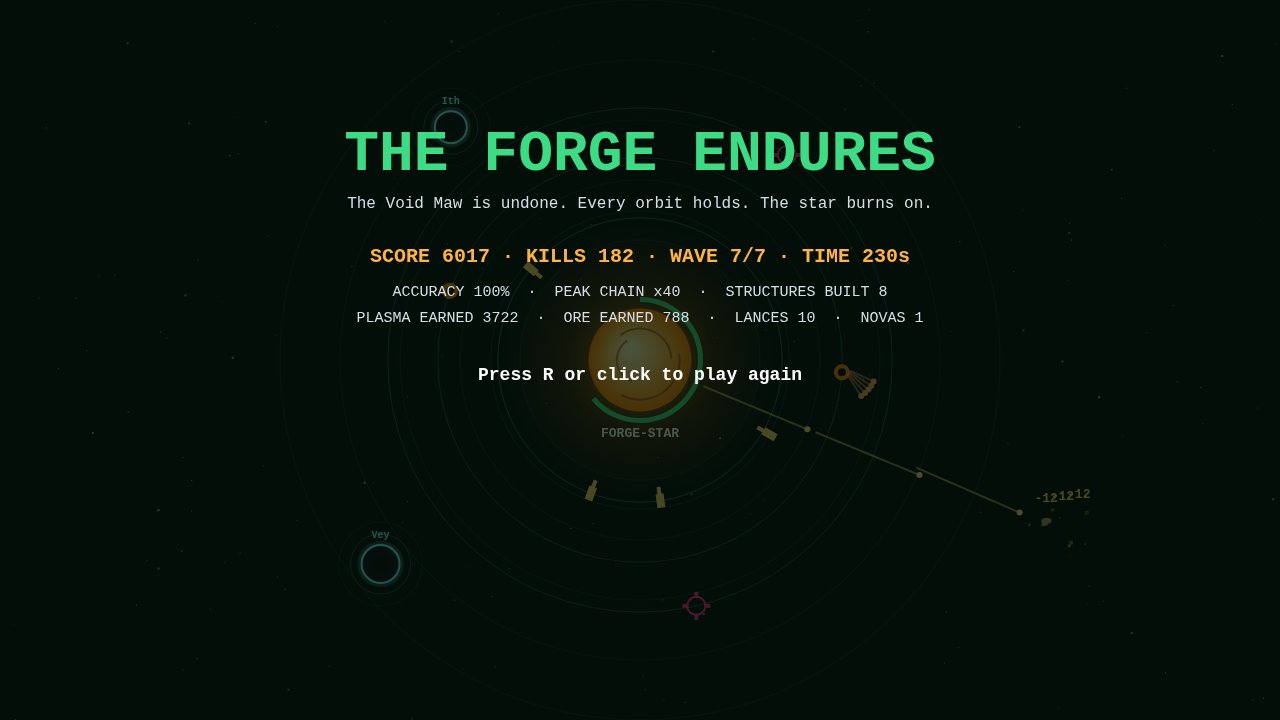 Ith
THE FORGE ENDURES
The Void Maw is undone. Every orbit holds. The star burns on.
SCORE 6017 · KILLS 182 · WAVE 7/7 · TIME 230s
ACCURACY 100% · PEAK CHAIN x40 · STRUCTURES BUILT 8
PLASMA EARNED 3722 · ORE EARNED 788 · LANCES 10 · NOVAS 1
Press R or click to play again
FORGE-STAR
Vey